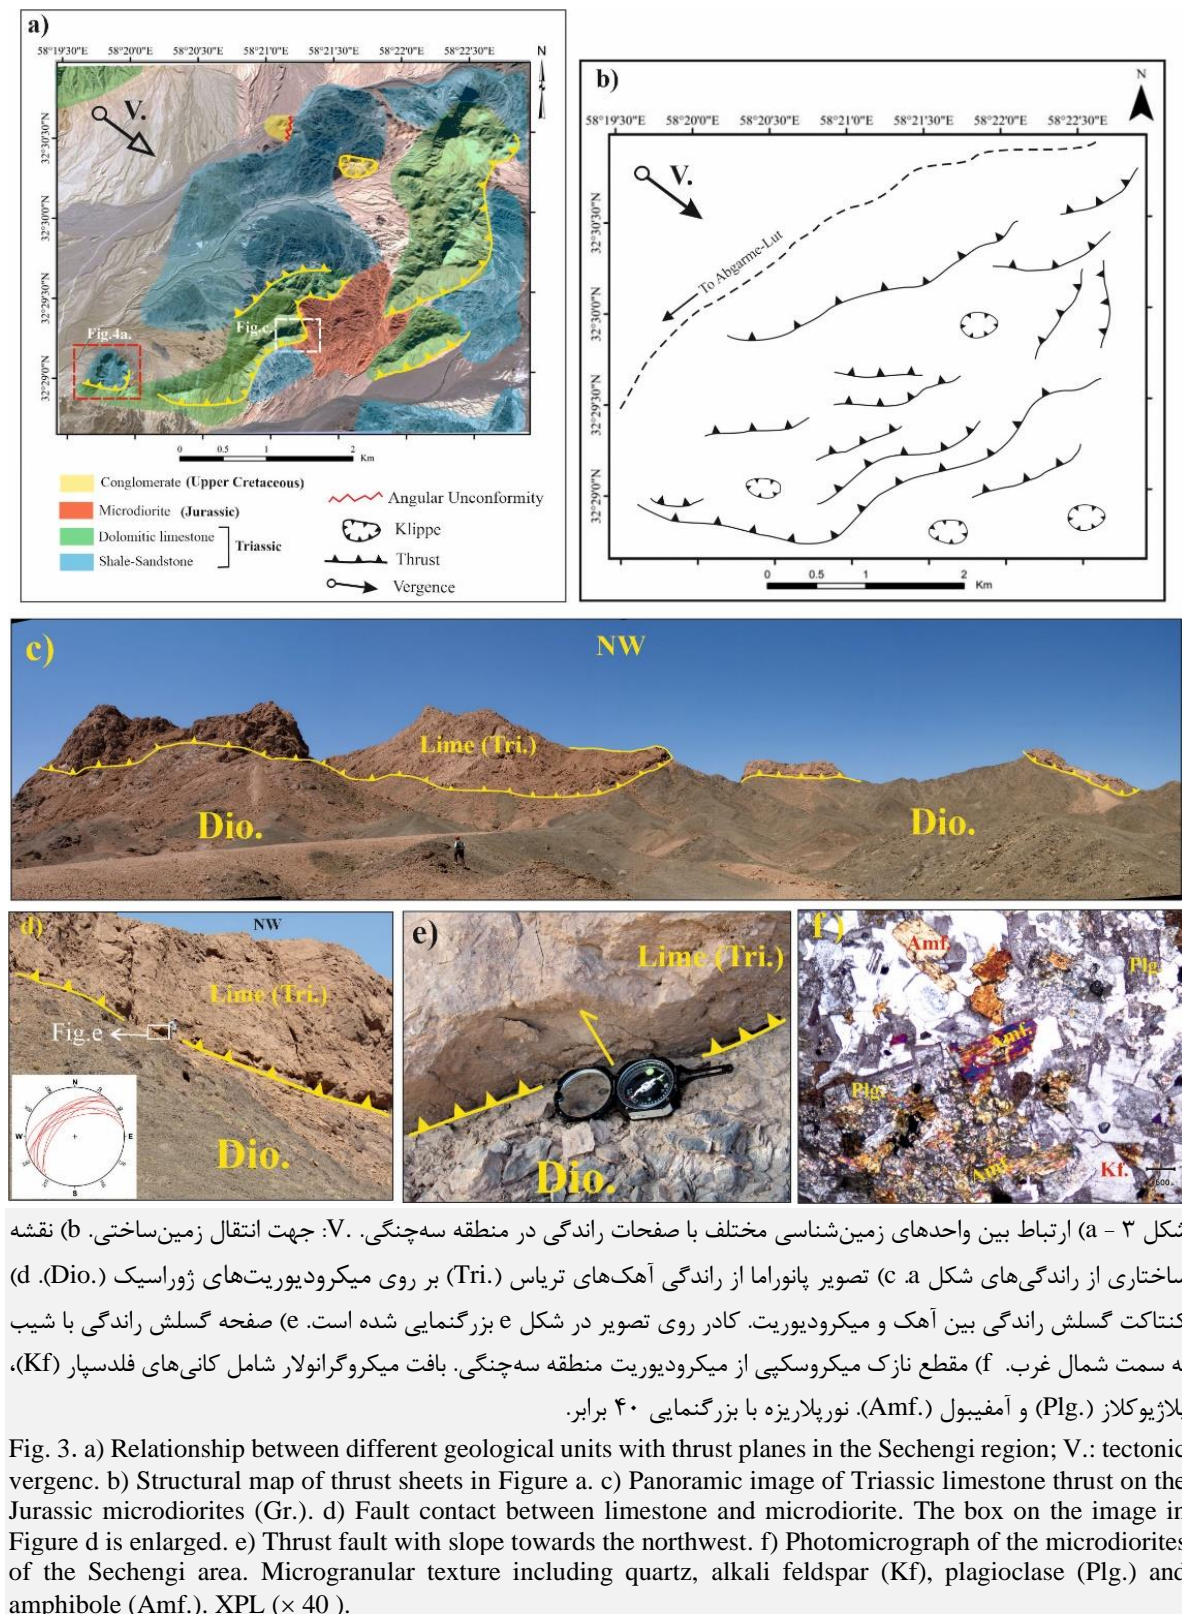 a)
58°19'30"E 58°20'0"E 58°20'30"E 58°21'0"E 58°21'30"E 58°22'0"E 58°22'30"E
N
V.
32°30'30"N
32°30'0"N
32°29'30"N
32°29'0"N
Fig.c.
Fig.4a.
0 0.5 1 2
Km
Conglomerate (Upper Cretaceous)
Microdiorite (Jurassic)
Dolomitic limestone
Triassic
Shale-Sandstone
Angular Unconformity
Klippe
Thrust
Vergence
b)
N
58°19'30"E 58°20'0"E 58°20'30"E 58°21'0"E 58°21'30"E 58°22'0"E 58°22'30"E
V.
To Abgarme-Lut
32°30'30"N
32°30'0"N
32°29'30"N
32°29'0"N
0 0.5 1 2
Km
c)
NW
Lime (Tri.)
Dio.
Dio.
d)
NW
Lime (Tri.)
Fig.e
N
W
E
S
Dio.
e)
Lime (Tri.)
Dio.
f)
Amf.
Plg.
Amf.
Plg.
Amf.
Kf.
شکل ۳ - a) ارتباط بین واحدهای زمین‌شناسی مختلف با صفحات راندگی در منطقه سه‌چنگی. V.: جهت انتقال زمین‌ساختی. b) نقشه
ساختاری از راندگی‌های شکل a. c) تصویر پانوراما از راندگی آهک‌های تریاس (Tri.) بر روی میکرودیوریت‌های ژوراسیک (Dio.). d)
کنتاکت گسلش راندگی بین آهک و میکرودیوریت. کادر روی تصویر در شکل e بزرگنمایی شده است. e) صفحه گسلش راندگی با شیب
به سمت شمال غرب. f) مقطع نازک میکروسکپی از میکرودیوریت منطقه سه‌چنگی. بافت میکروگرانولار شامل کانی‌های فلدسپار (Kf)،
پلاژیوکلاز (Plg.) و آمفیبول (Amf.). نورپلاریزه با بزرگنمایی ۴۰ برابر.
Fig. 3. a) Relationship between different geological units with thrust planes in the Sechengi region; V.: tectonic
vergenc. b) Structural map of thrust sheets in Figure a. c) Panoramic image of Triassic limestone thrust on the
Jurassic microdiorites (Gr.). d) Fault contact between limestone and microdiorite. The box on the image in
Figure d is enlarged. e) Thrust fault with slope towards the northwest. f) Photomicrograph of the microdiorites
of the Sechengi area. Microgranular texture including quartz, alkali feldspar (Kf), plagioclase (Plg.) and
amphibole (Amf.). XPL (× 40 ).